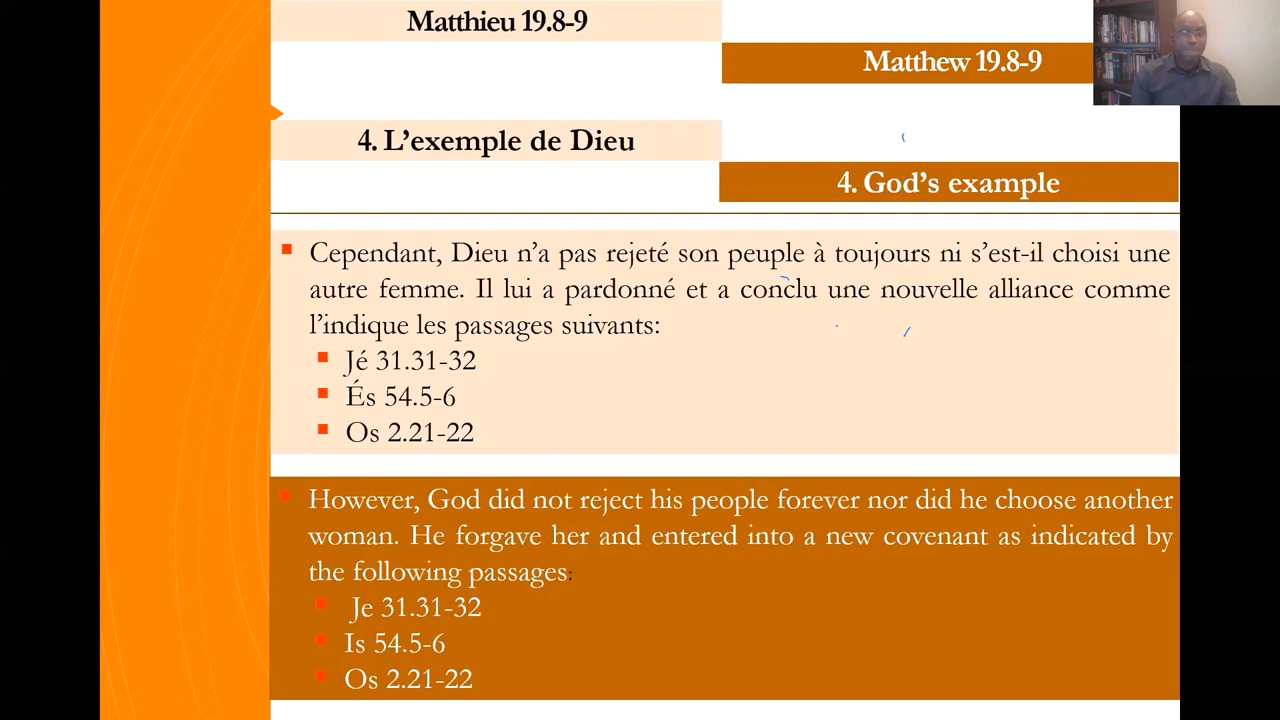 Matthieu 19.8-9
Matthew 19.8-9
4. L’exemple de Dieu
4. God’s example
Cependant, Dieu n’a pas rejeté son peuple à toujours ni s’est-il choisi une
autre femme. Il lui a pardonné et a conclu une nouvelle alliance comme
l’indique les passages suivants:
Jé 31.31-32
És 54.5-6
Os 2.21-22
However, God did not reject his people forever nor did he choose another
woman. He forgave her and entered into a new covenant as indicated by
the following passages:
Je 31.31-32
Is 54.5-6
Os 2.21-22